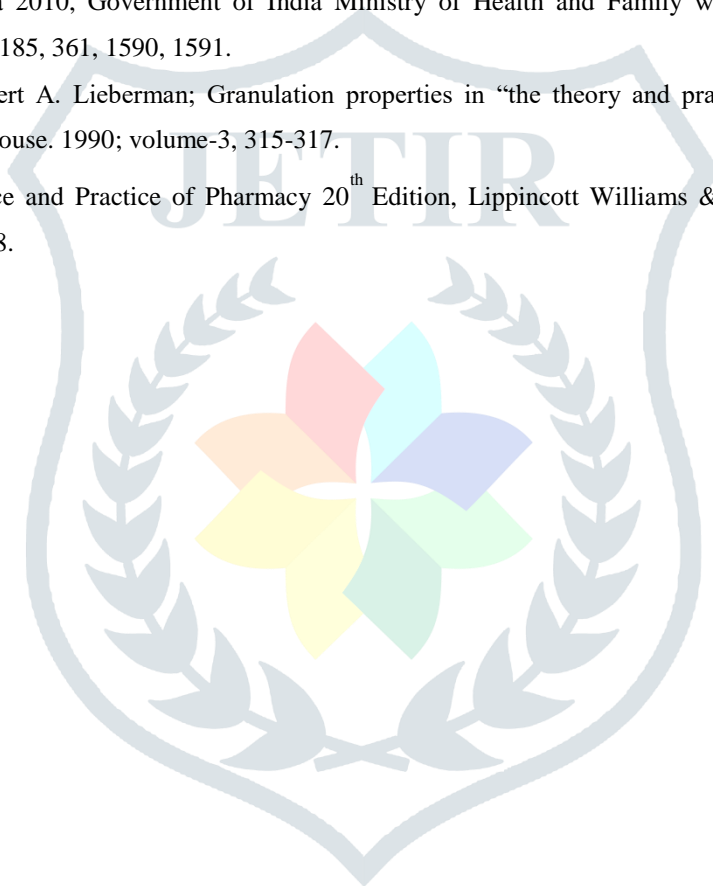 2010, Government of India Ministry of Health and Family
185, 361, 1590, 1591.
ert A. Lieberman; Granulation properties in “the theory and pra
ouse. 1990; volume-3, 315-317.
JETIR
ce and Practice of Pharmacy 20th Edition, Lippincott Williams &